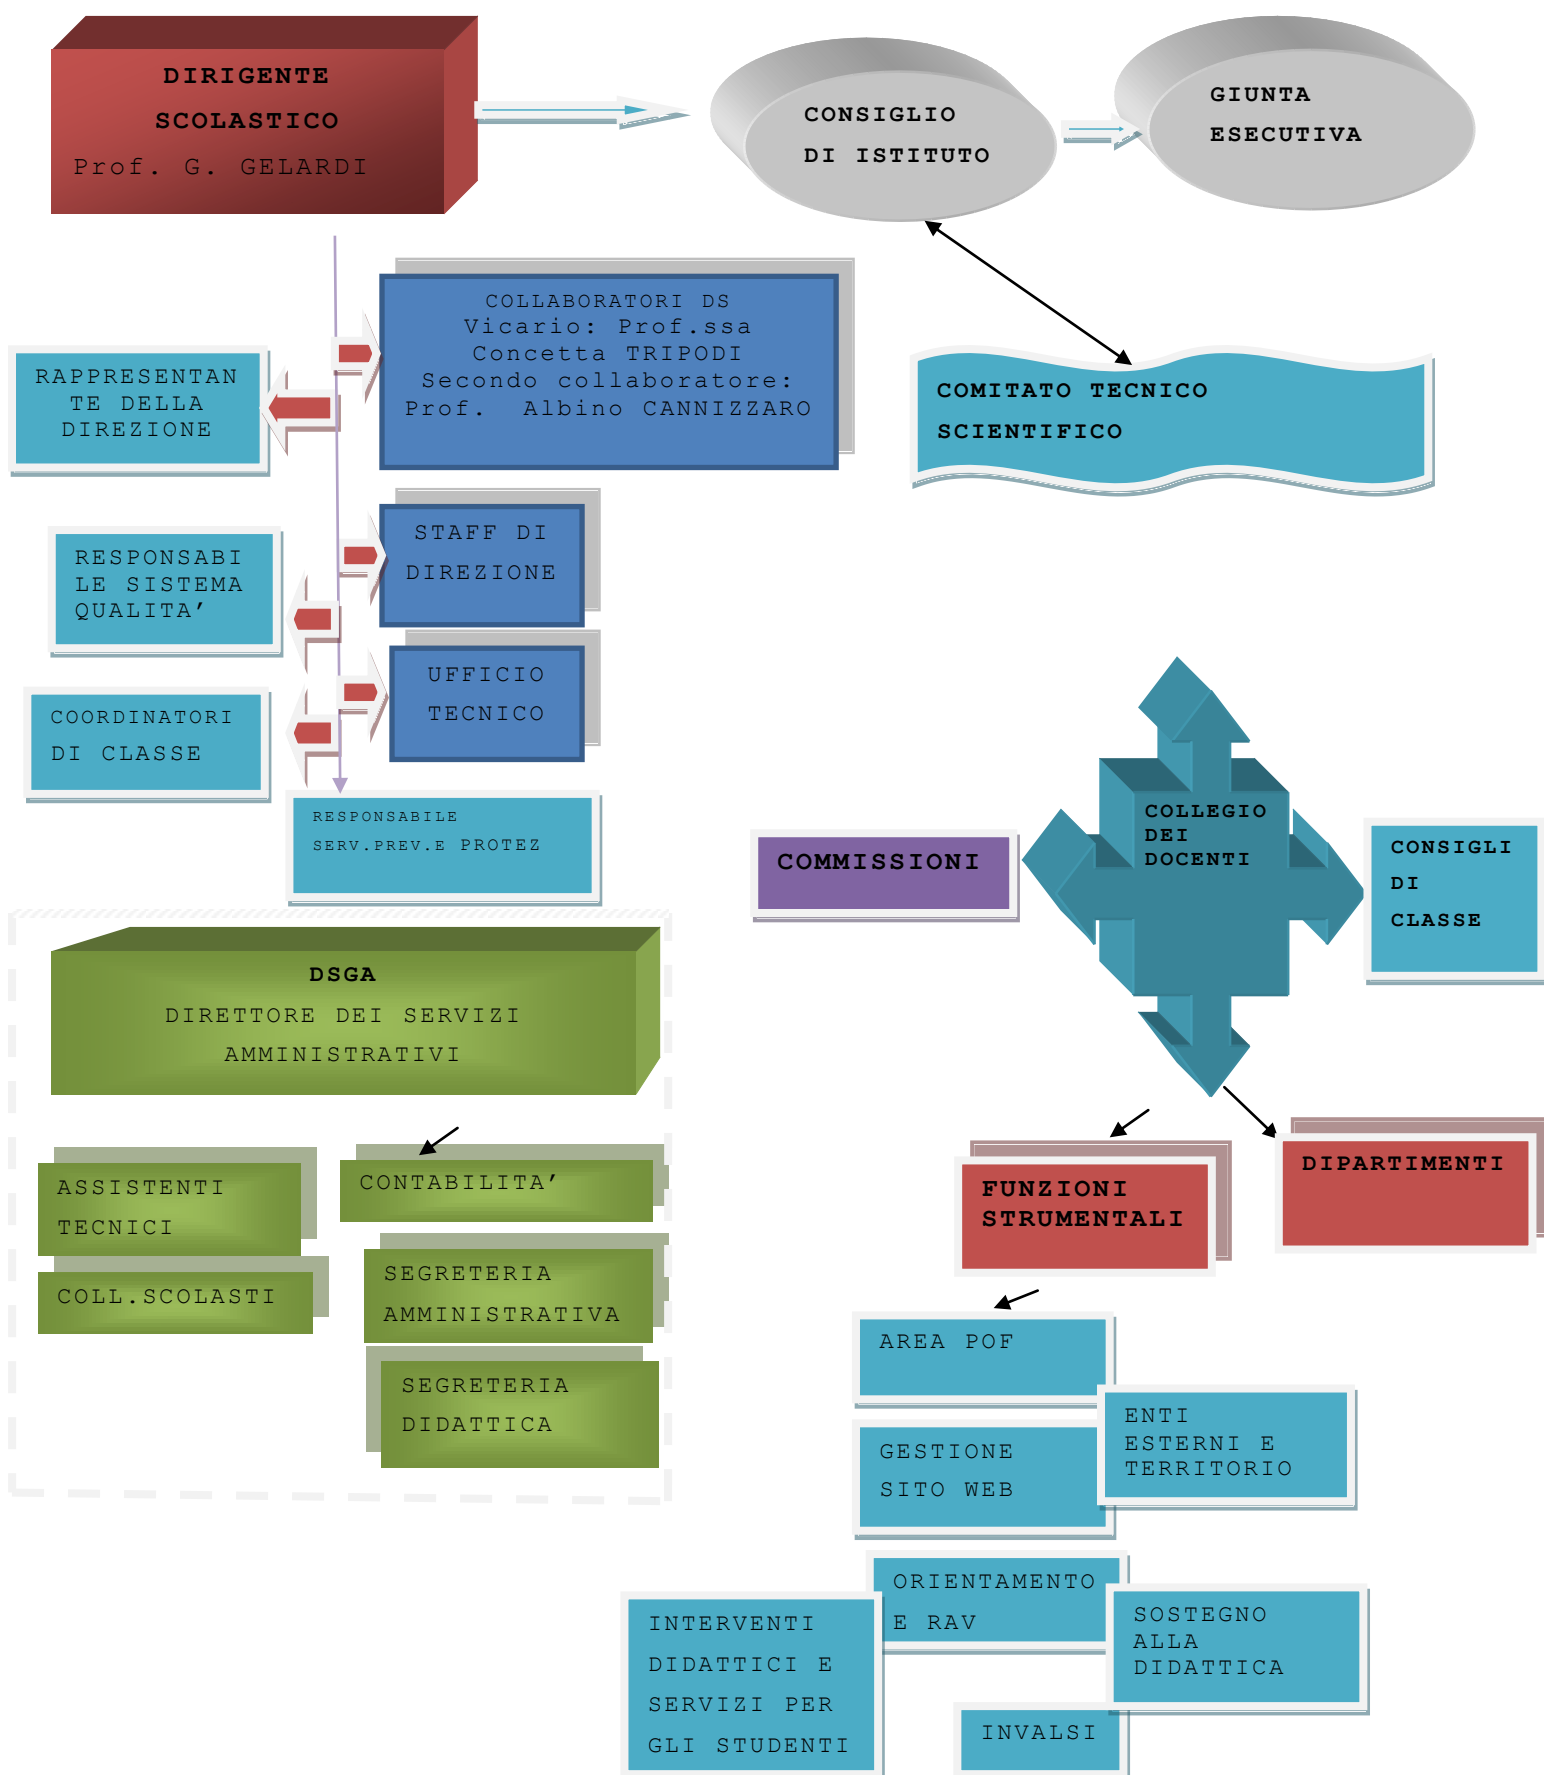 DIRIGENTE
SCOLASTICO
Prof. G. GELARDI
CONSIGLIO
DI ISTITUTO
GIUNTA
ESECUTIVA
COLLABORATORI DS
Vicario: Prof.ssa
Concetta TRIPODI
Secondo collaboratore:
Prof. Albino CANNIZZARO
RAPPRESENTAN
TE DELLA
DIREZIONE
COMITATO TECNICO
SCIENTIFICO
STAFF DI
DIREZIONE
RESPONSABI
LE SISTEMA
QUALITA’
UFFICIO
TECNICO
COORDINATORI
DI CLASSE
RESPONSABILE
SERV.PREV.E PROTEZ
COMMISSIONI
COLLEGIO
DEI
DOCENTI
CONSIGLI
DI
CLASSE
DSGA
DIRETTORE DEI SERVIZI
AMMINISTRATIVI
ASSISTENTI
TECNICI
CONTABILITA’
COLL.SCOLASTI
SEGRETERIA
AMMINISTRATIVA
SEGRETERIA
DIDATTICA
FUNZIONI
STRUMENTALI
DIPARTIMENTI
AREA POF
ENTI
ESTERNI E
TERRITORIO
GESTIONE
SITO WEB
ORIENTAMENTO
E RAV
INTERVENTI
DIDATTICI E
SERVIZI PER
GLI STUDENTI
SOSTEGNO
ALLA
DIDATTICA
INVALSI